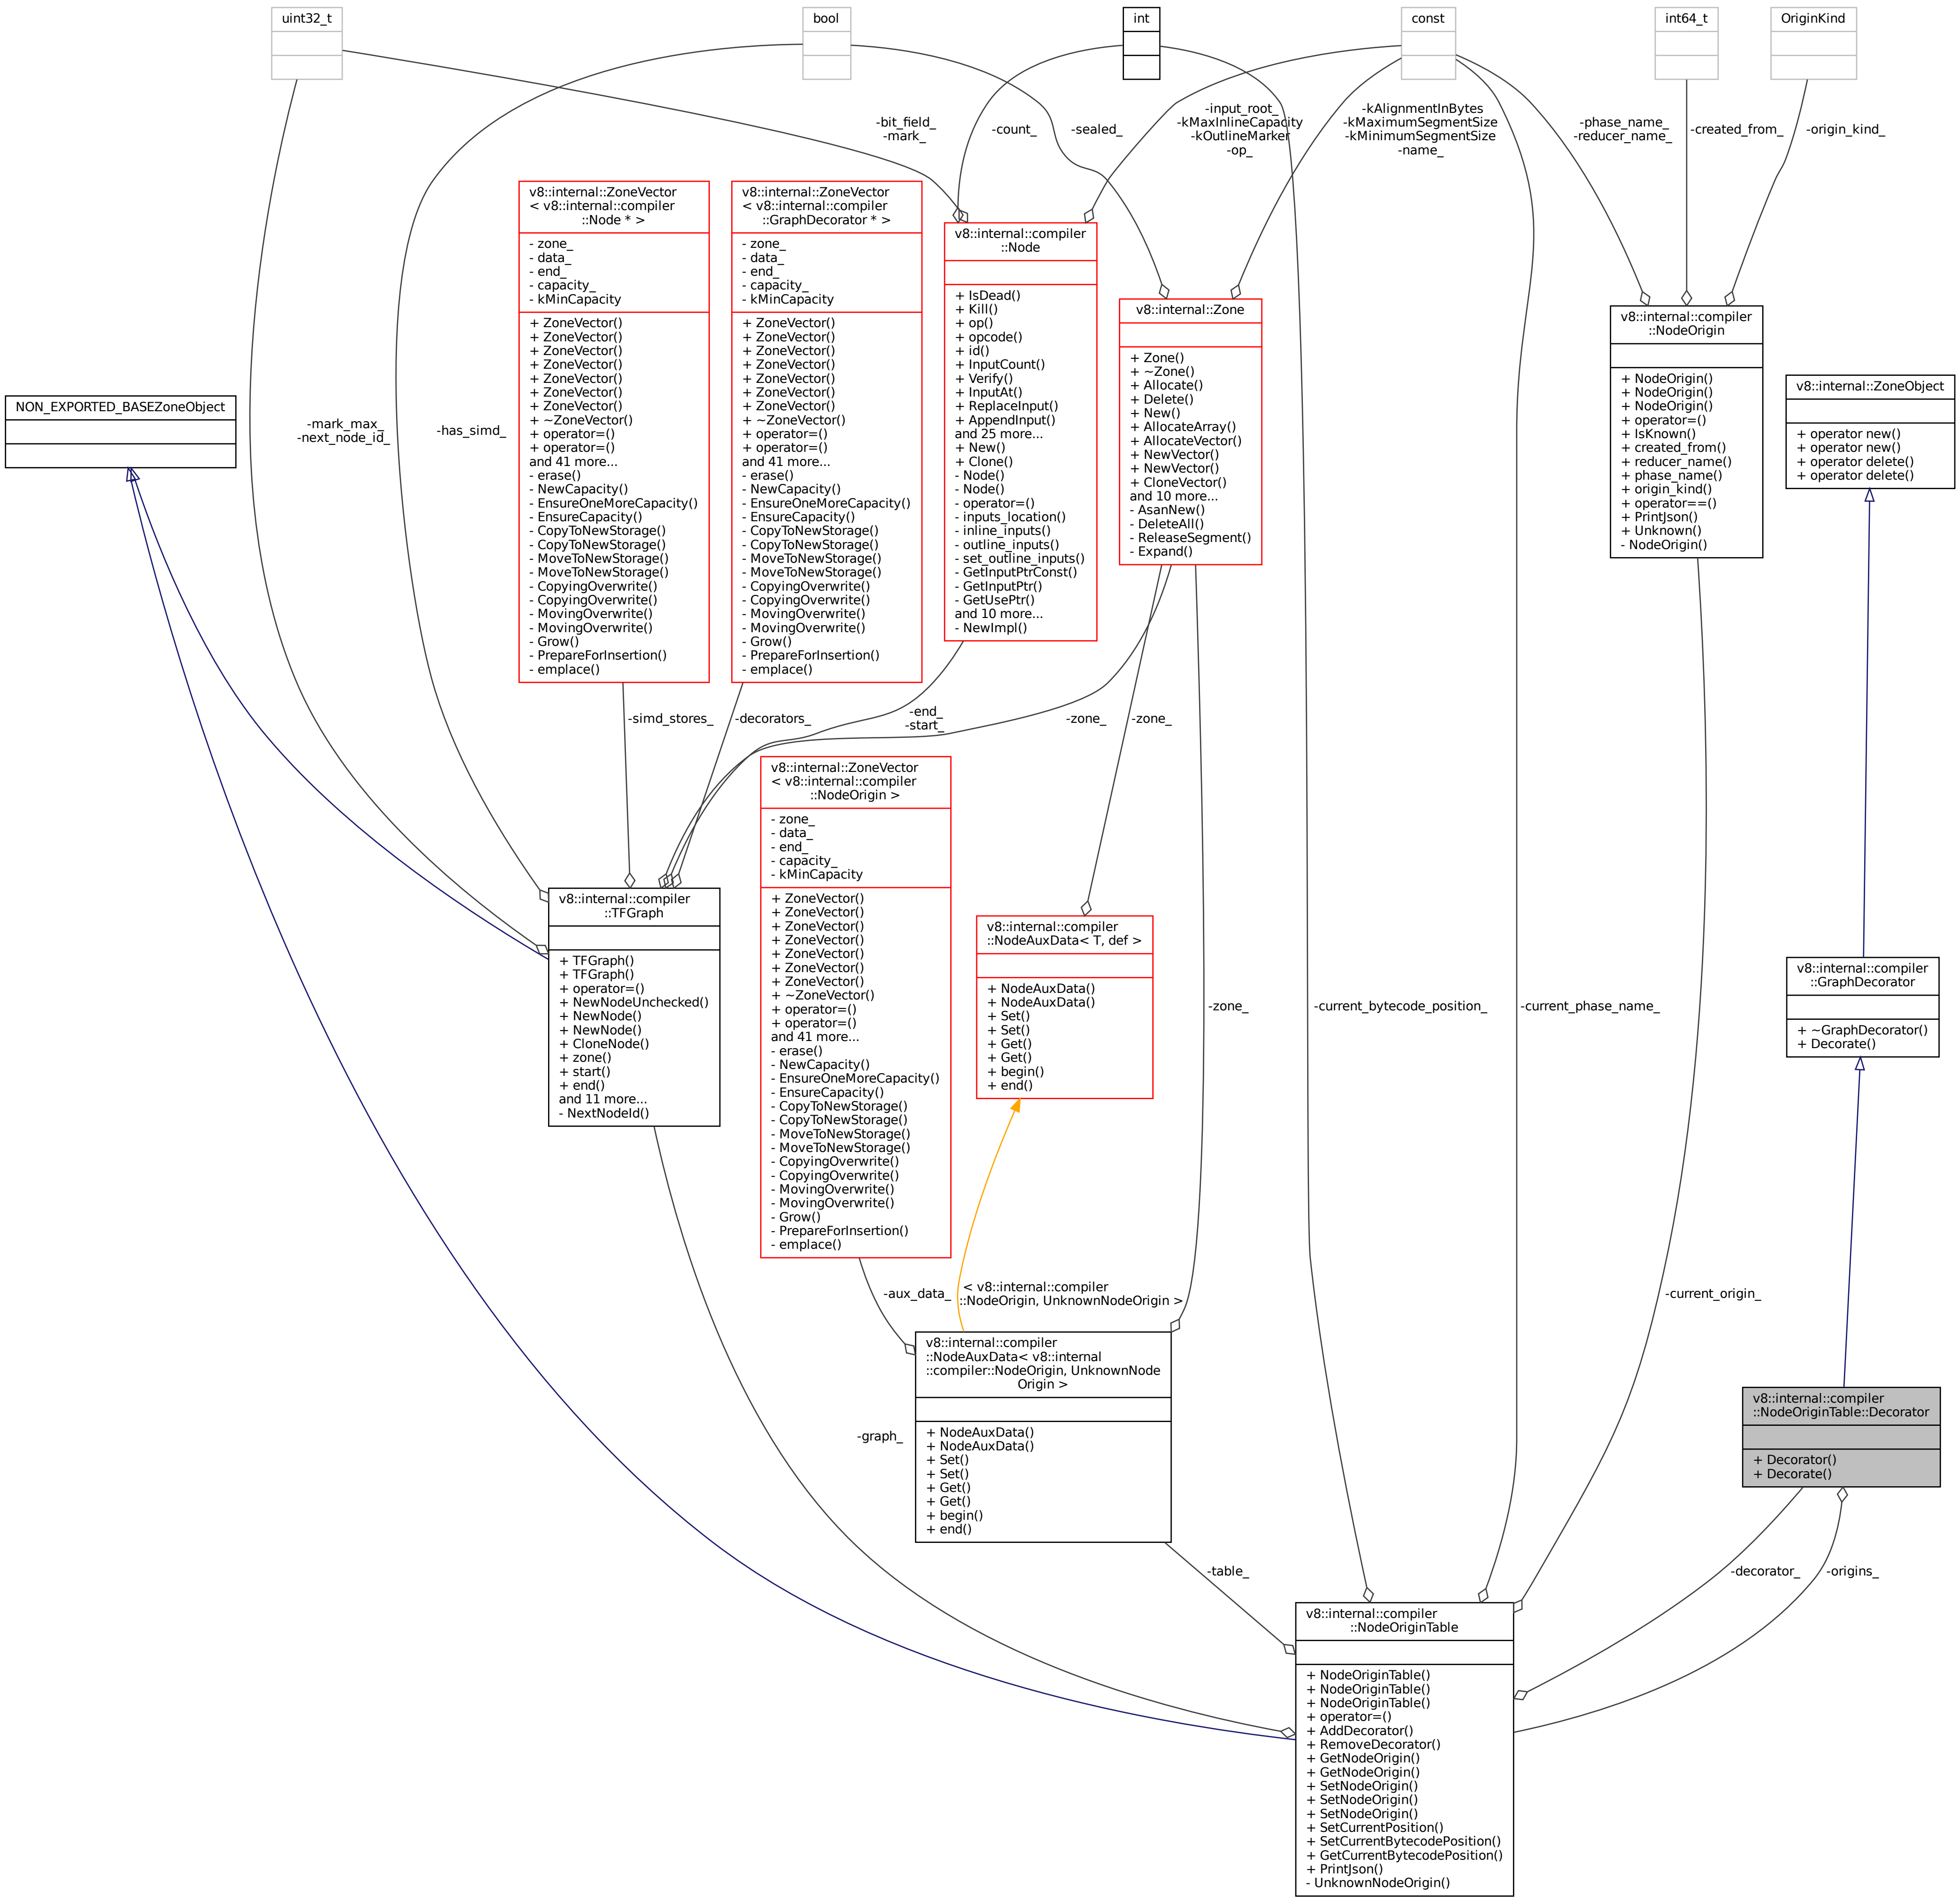 uint32_t
bool
int
const
int64_t
OriginKind
-bit_field_
-mark_
-count_
-sealed_
-input_root_
-kMaxInlineCapacity
-kOutlineMarker
-op_
-kAlignmentInBytes
-kMaximumSegmentSize
-kMinimumSegmentSize
-name_
-phase_name_
-reducer_name_
-created_from_
-origin_kind_
v8::internal::ZoneVector
< v8::internal::compiler
::Node * >
- zone_
- data_
- end_
- capacity_
- kMinCapacity
+ ZoneVector()
+ ZoneVector()
+ ZoneVector()
+ ZoneVector()
+ ZoneVector()
+ ZoneVector()
+ ZoneVector()
+ ~ZoneVector()
+ operator=()
+ operator=()
and 41 more...
- erase()
- NewCapacity()
- EnsureOneMoreCapacity()
- EnsureCapacity()
- CopyToNewStorage()
- CopyToNewStorage()
- MoveToNewStorage()
- MoveToNewStorage()
- CopyingOverwrite()
- CopyingOverwrite()
- MovingOverwrite()
- MovingOverwrite()
- Grow()
- PrepareForInsertion()
- emplace()
v8::internal::ZoneVector
< v8::internal::compiler
::GraphDecorator * >
- zone_
- data_
- end_
- capacity_
- kMinCapacity
+ ZoneVector()
+ ZoneVector()
+ ZoneVector()
+ ZoneVector()
+ ZoneVector()
+ ZoneVector()
+ ZoneVector()
+ ~ZoneVector()
+ operator=()
+ operator=()
and 41 more...
- erase()
- NewCapacity()
- EnsureOneMoreCapacity()
- EnsureCapacity()
- CopyToNewStorage()
- CopyToNewStorage()
- MoveToNewStorage()
- MoveToNewStorage()
- CopyingOverwrite()
- CopyingOverwrite()
- MovingOverwrite()
- MovingOverwrite()
- Grow()
- PrepareForInsertion()
- emplace()
v8::internal::compiler
::Node
+ IsDead()
+ Kill()
+ op()
+ opcode()
+ id()
+ InputCount()
+ Verify()
+ InputAt()
+ ReplaceInput()
+ AppendInput()
and 25 more...
+ New()
+ Clone()
- Node()
- Node()
- operator=()
- inputs_location()
- inline_inputs()
- outline_inputs()
- set_outline_inputs()
- GetInputPtrConst()
- GetInputPtr()
- GetUsePtr()
and 10 more...
- NewImpl()
v8::internal::Zone
+ Zone()
+ ~Zone()
+ Allocate()
+ Delete()
+ New()
+ AllocateArray()
+ AllocateVector()
+ NewVector()
+ NewVector()
+ CloneVector()
and 10 more...
- AsanNew()
- DeleteAll()
- ReleaseSegment()
- Expand()
v8::internal::compiler
::NodeOrigin
+ NodeOrigin()
+ NodeOrigin()
+ NodeOrigin()
+ operator=()
+ IsKnown()
+ created_from()
+ reducer_name()
+ phase_name()
+ origin_kind()
+ operator==()
+ PrintJson()
+ Unknown()
- NodeOrigin()
v8::internal::ZoneObject
+ operator new()
+ operator new()
+ operator delete()
+ operator delete()
NON_EXPORTED_BASEZoneObject
-mark_max_
-next_node_id_
-has_simd_
-simd_stores_
-decorators_
-end_
-start_
-zone_
-zone_
v8::internal::ZoneVector
< v8::internal::compiler
::NodeOrigin >
- zone_
- data_
- end_
- capacity_
- kMinCapacity
+ ZoneVector()
+ ZoneVector()
+ ZoneVector()
+ ZoneVector()
+ ZoneVector()
+ ZoneVector()
+ ZoneVector()
+ ~ZoneVector()
+ operator=()
+ operator=()
and 41 more...
- erase()
- NewCapacity()
- EnsureOneMoreCapacity()
- EnsureCapacity()
- CopyToNewStorage()
- CopyToNewStorage()
- MoveToNewStorage()
- MoveToNewStorage()
- CopyingOverwrite()
- CopyingOverwrite()
- MovingOverwrite()
- MovingOverwrite()
- Grow()
- PrepareForInsertion()
- emplace()
v8::internal::compiler
::TFGraph
+ TFGraph()
+ TFGraph()
+ operator=()
+ NewNodeUnchecked()
+ NewNode()
+ NewNode()
+ CloneNode()
+ zone()
+ start()
+ end()
and 11 more...
- NextNodeId()
v8::internal::compiler
::NodeAuxData< T, def >
+ NodeAuxData()
+ NodeAuxData()
+ Set()
+ Set()
+ Get()
+ Get()
+ begin()
+ end()
-zone_
-current_bytecode_position_
-current_phase_name_
v8::internal::compiler
::GraphDecorator
+ ~GraphDecorator()
+ Decorate()
-aux_data_
< v8::internal::compiler
::NodeOrigin, UnknownNodeOrigin >
-current_origin_
v8::internal::compiler
::NodeAuxData< v8::internal
::compiler::NodeOrigin, UnknownNode
Origin >
+ NodeAuxData()
+ NodeAuxData()
+ Set()
+ Set()
+ Get()
+ Get()
+ begin()
+ end()
v8::internal::compiler
::NodeOriginTable::Decorator
+ Decorator()
+ Decorate()
-graph_
-table_
-decorator_
-origins_
v8::internal::compiler
::NodeOriginTable
+ NodeOriginTable()
+ NodeOriginTable()
+ NodeOriginTable()
+ operator=()
+ AddDecorator()
+ RemoveDecorator()
+ GetNodeOrigin()
+ GetNodeOrigin()
+ SetNodeOrigin()
+ SetNodeOrigin()
+ SetNodeOrigin()
+ SetCurrentPosition()
+ SetCurrentBytecodePosition()
+ GetCurrentBytecodePosition()
+ PrintJson()
- UnknownNodeOrigin()